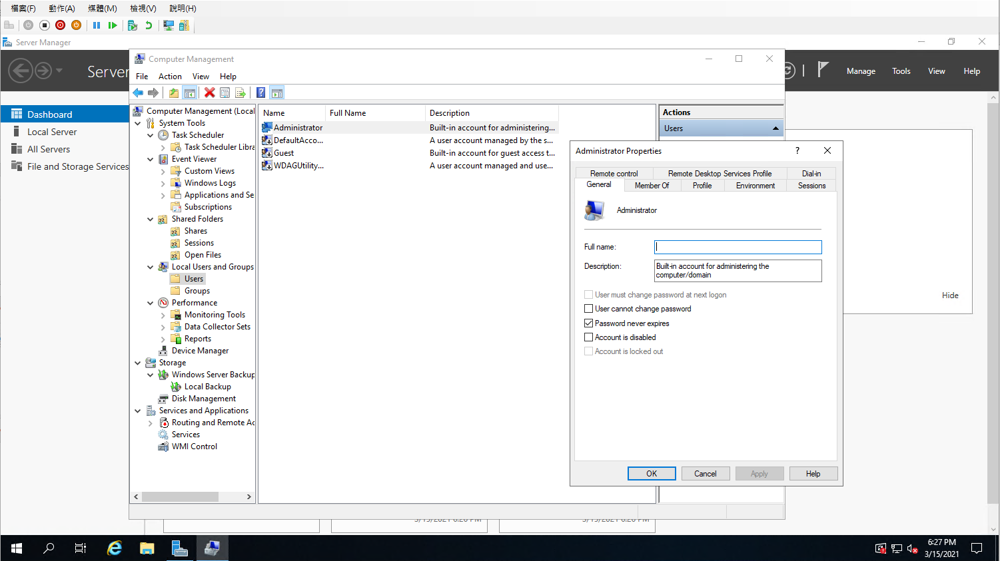 檔案(F) 動作(A) 媒體(M) 檢視(V) 說明(H)
Server Manager
Server
Manage Tools View Help
Dashboard
Local Server
All Servers
File and Storage Services
Computer Management
File Action View Help
Computer Management (Local
System Tools
Task Scheduler
Task Scheduler Libra
Event Viewer
Custom Views
Windows Logs
Applications and Se
Subscriptions
Shared Folders
Shares
Sessions
Open Files
Local Users and Groups
Users
Groups
Performance
Monitoring Tools
Data Collector Sets
Reports
Device Manager
Storage
Windows Server Backup
Local Backup
Disk Management
Services and Applications
Routing and Remote Ac
Services
WMI Control
Name Full Name Description
Administrator Built-in account for administering...
DefaultAcco... A user account managed by the s...
Guest Built-in account for guest access t...
WDAGUtility... A user account managed and use...
Actions
Users
Administrator Properties ?
Remote control Remote Desktop Services Profile Dial-in
General Member Of Profile Environment Sessions
Administrator
Full name:
Description: Built-in account for administering the
computer/domain
User must change password at next logon
User cannot change password
Password never expires
Account is disabled
Account is locked out
OK Cancel Apply Help
Hide
6:27 PM
3/15/2021